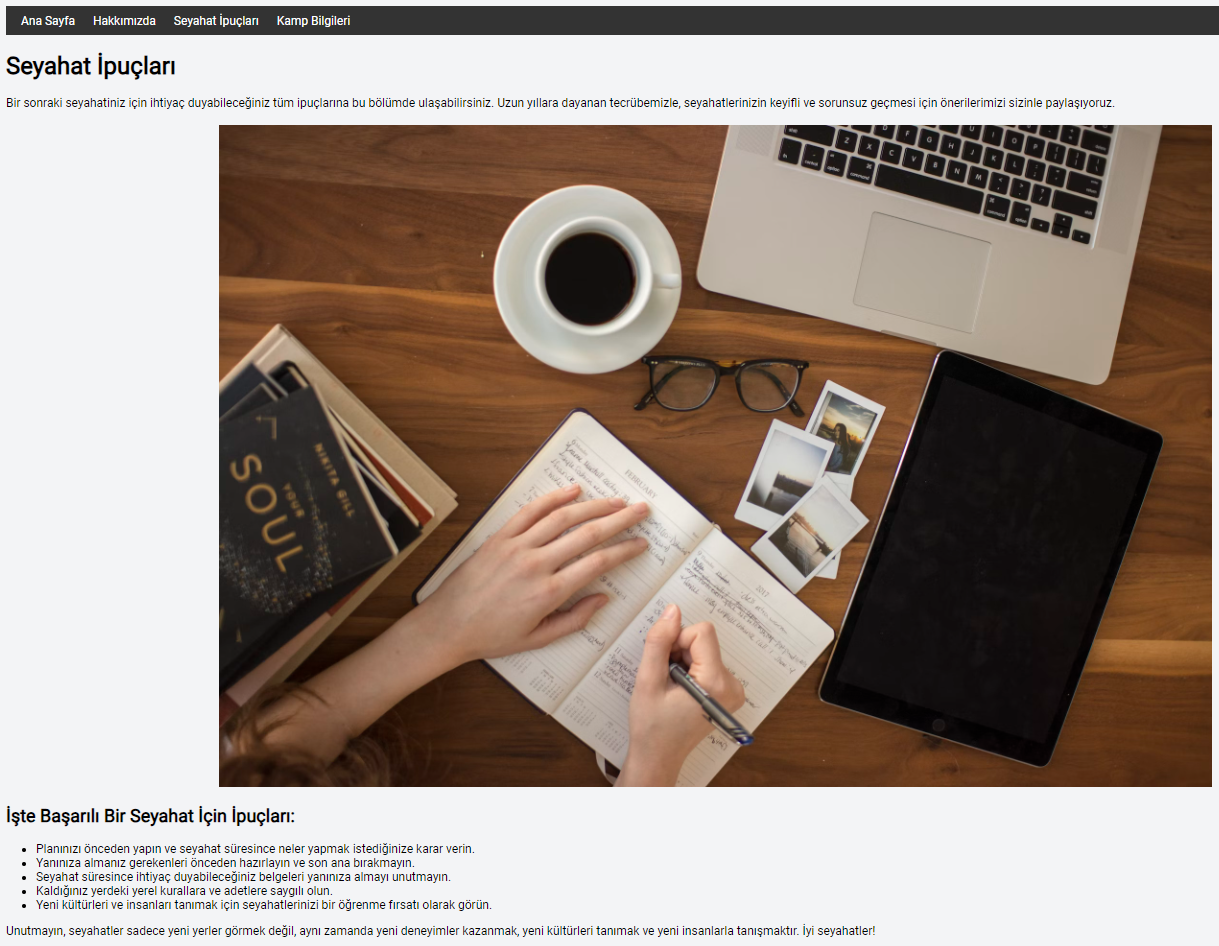 Ana Sayfa Hakkımızda Seyahat İpuçları Kamp Bilgileri
Seyahat İpuçları
Bir sonraki seyahatiniz için ihtiyaç duyabileceğiniz tüm ipuçlarına bu bölümde ulaşabilirsiniz. Uzun yıllara dayanan tecrübemizle, seyahatlerinizin keyifli ve sorunsuz geçmesi için önerilerimizi sizinle paylaşıyoruz.
NIKITA GILL
YOUR
SOUL
FEBRUARY
2017
İşte Başarılı Bir Seyahat İçin İpuçları:
Planınızı önceden yapın ve seyahat süresince neler yapmak istediğinize karar verin.
Yanınıza almanız gerekenleri önceden hazırlayın ve son ana bırakmayın.
Seyahat süresince ihtiyaç duyabileceğiniz belgeleri yanınıza almayı unutmayın.
Kaldığınız yerdeki yerel kurallara ve adetlere saygılı olun.
Yeni kültürleri ve insanları tanımak için seyahatlerinizi bir öğrenme fırsatı olarak görün.
Unutmayın, seyahatler sadece yeni yerler görmek değil, aynı zamanda yeni deneyimler kazanmak, yeni kültürleri tanımak ve yeni insanlarla tanışmaktır. İyi seyahatler!